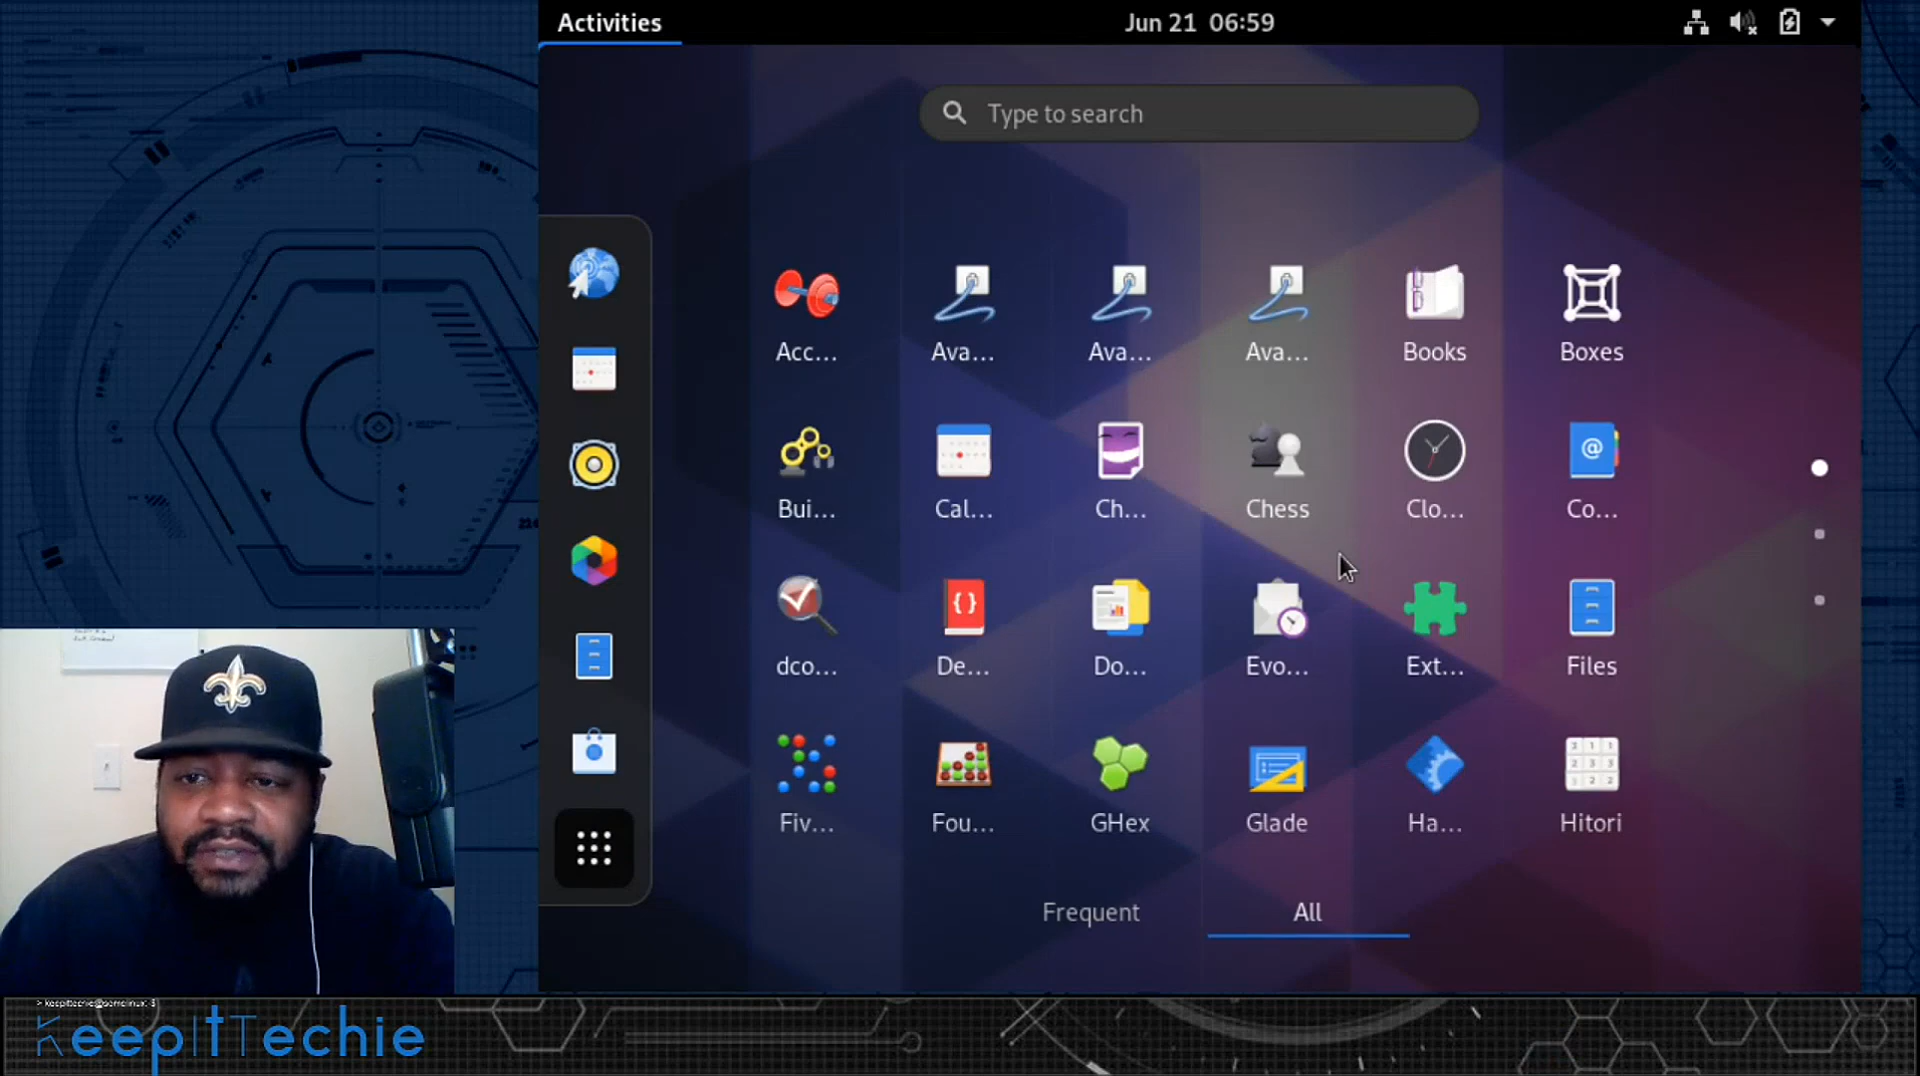 Activities
Jun 21 06:59
Type to search
Acc...
Ava...
Ava...
Ava...
Books
Boxes
Bui...
Cal...
Ch...
Chess
Clo...
Co...
dco...
De...
Do...
Evo...
Ext...
Files
Fiv...
Fou...
GHex
Glade
Ha...
Hitori
Frequent
All
KeepItTechie